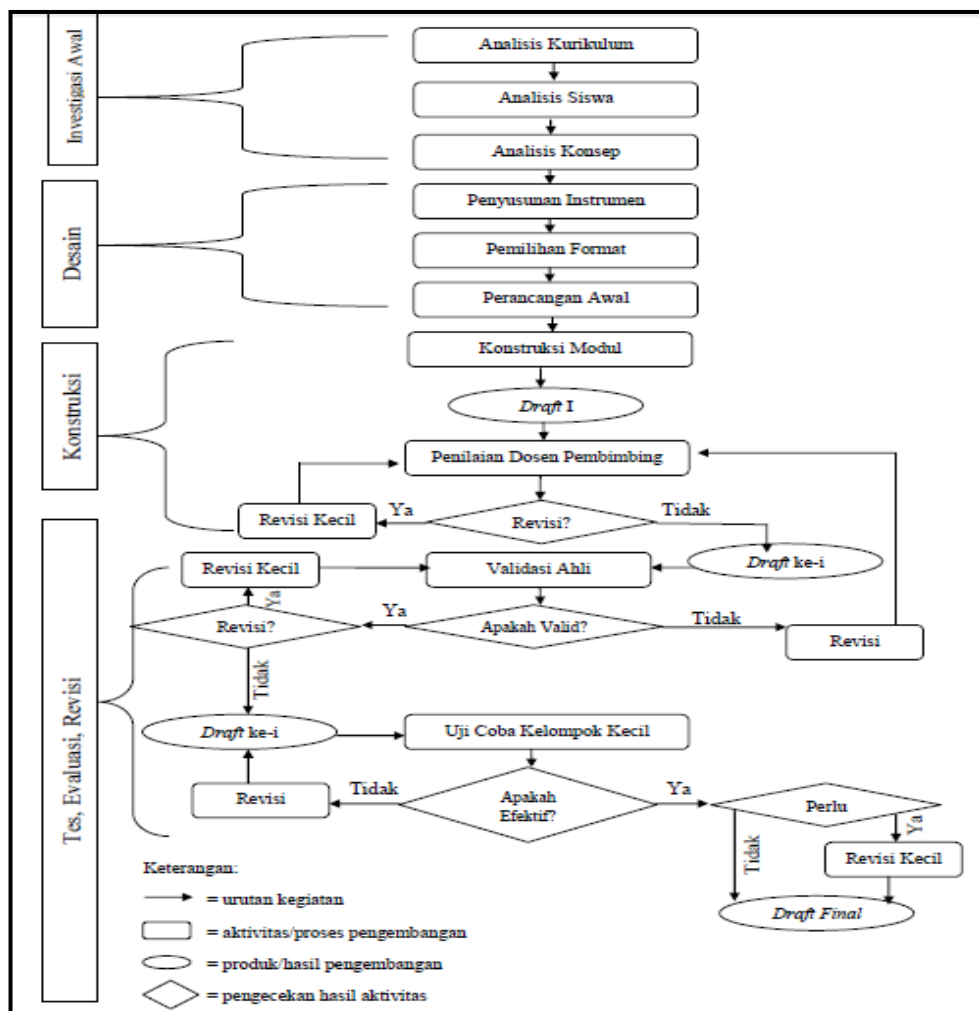 Investigasi Awal
Analisis Kurikulum
Analisis Siswa
Analisis Konsep
Desain
Penyusunan Instrumen
Pemilihan Format
Perancangan Awal
Konstruksi
Konstruksi Modul
Draft I
Penilaian Dosen Pembimbing
Revisi Kecil
Ya
Revisi?
Tidak
Draft ke-i
Tes, Evaluasi, Revisi
Revisi Kecil
Validasi Ahli
Ya
Revisi?
Ya
Apakah Valid?
Tidak
Revisi
Tidak
Draft ke-i
Uji Coba Kelompok Kecil
Revisi
Tidak
Apakah
Efektif?
Ya
Perlu
Ya
Tidak
Revisi Kecil
Draft Final
Keterangan:
= urutan kegiatan
= aktivitas/proses pengembangan
= produk/hasil pengembangan
= pengecekan hasil aktivitas